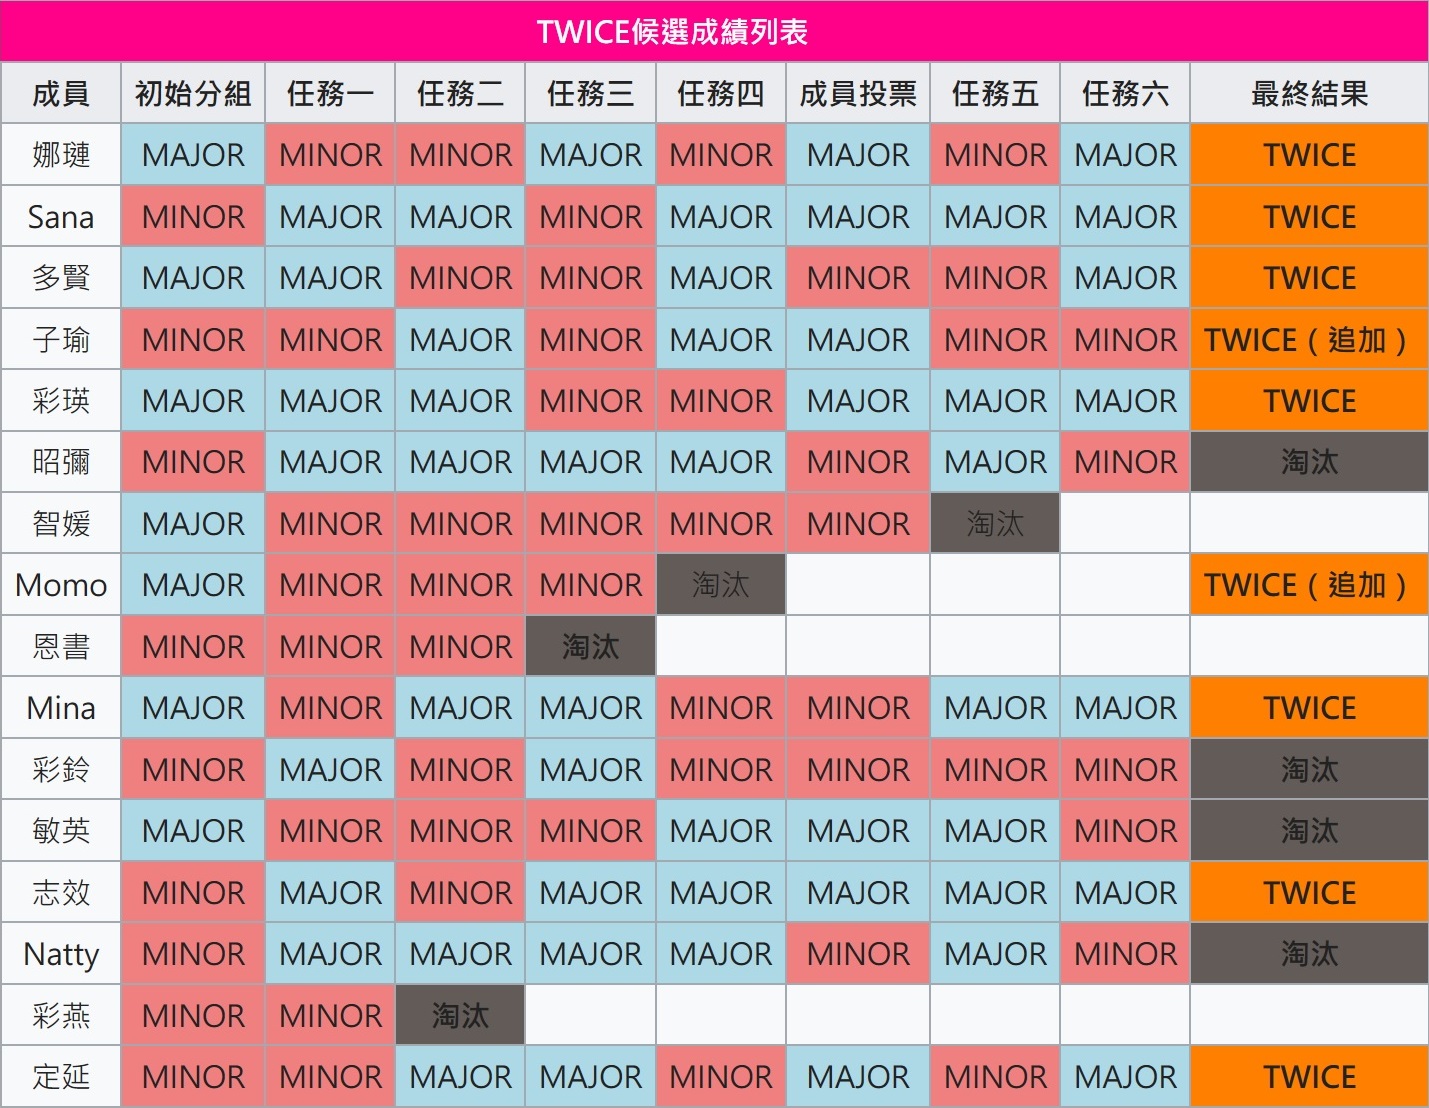 TWICE候選成績列表
成員 初始分組 任務一 任務二 任務三 任務四 成員投票 任務五 任務六 最終結果
娜璉 MAJOR MINOR MINOR MAJOR MINOR MAJOR MINOR MAJOR TWICE
Sana MINOR MAJOR MAJOR MINOR MAJOR MAJOR MAJOR MAJOR TWICE
多賢 MAJOR MAJOR MINOR MINOR MAJOR MINOR MINOR MAJOR TWICE
子瑜 MINOR MINOR MAJOR MINOR MAJOR MAJOR MINOR MINOR TWICE（追加）
彩瑛 MAJOR MAJOR MAJOR MINOR MINOR MAJOR MAJOR MAJOR TWICE
昭彌 MINOR MAJOR MAJOR MAJOR MAJOR MINOR MAJOR MINOR 淘汰
智媛 MAJOR MINOR MINOR MINOR MINOR MINOR 淘汰
Momo MAJOR MINOR MINOR MINOR 淘汰 TWICE（追加）
恩書 MINOR MINOR MINOR 淘汰
Mina MAJOR MINOR MAJOR MAJOR MINOR MINOR MAJOR MAJOR TWICE
彩鈴 MINOR MAJOR MINOR MAJOR MINOR MINOR MINOR MINOR 淘汰
敏英 MAJOR MINOR MINOR MINOR MAJOR MAJOR MAJOR MINOR 淘汰
志效 MINOR MAJOR MINOR MAJOR MAJOR MAJOR MAJOR MAJOR TWICE
Natty MINOR MAJOR MAJOR MAJOR MAJOR MINOR MAJOR MINOR 淘汰
彩燕 MINOR MINOR 淘汰
定延 MINOR MINOR MAJOR MAJOR MINOR MAJOR MINOR MAJOR TWICE